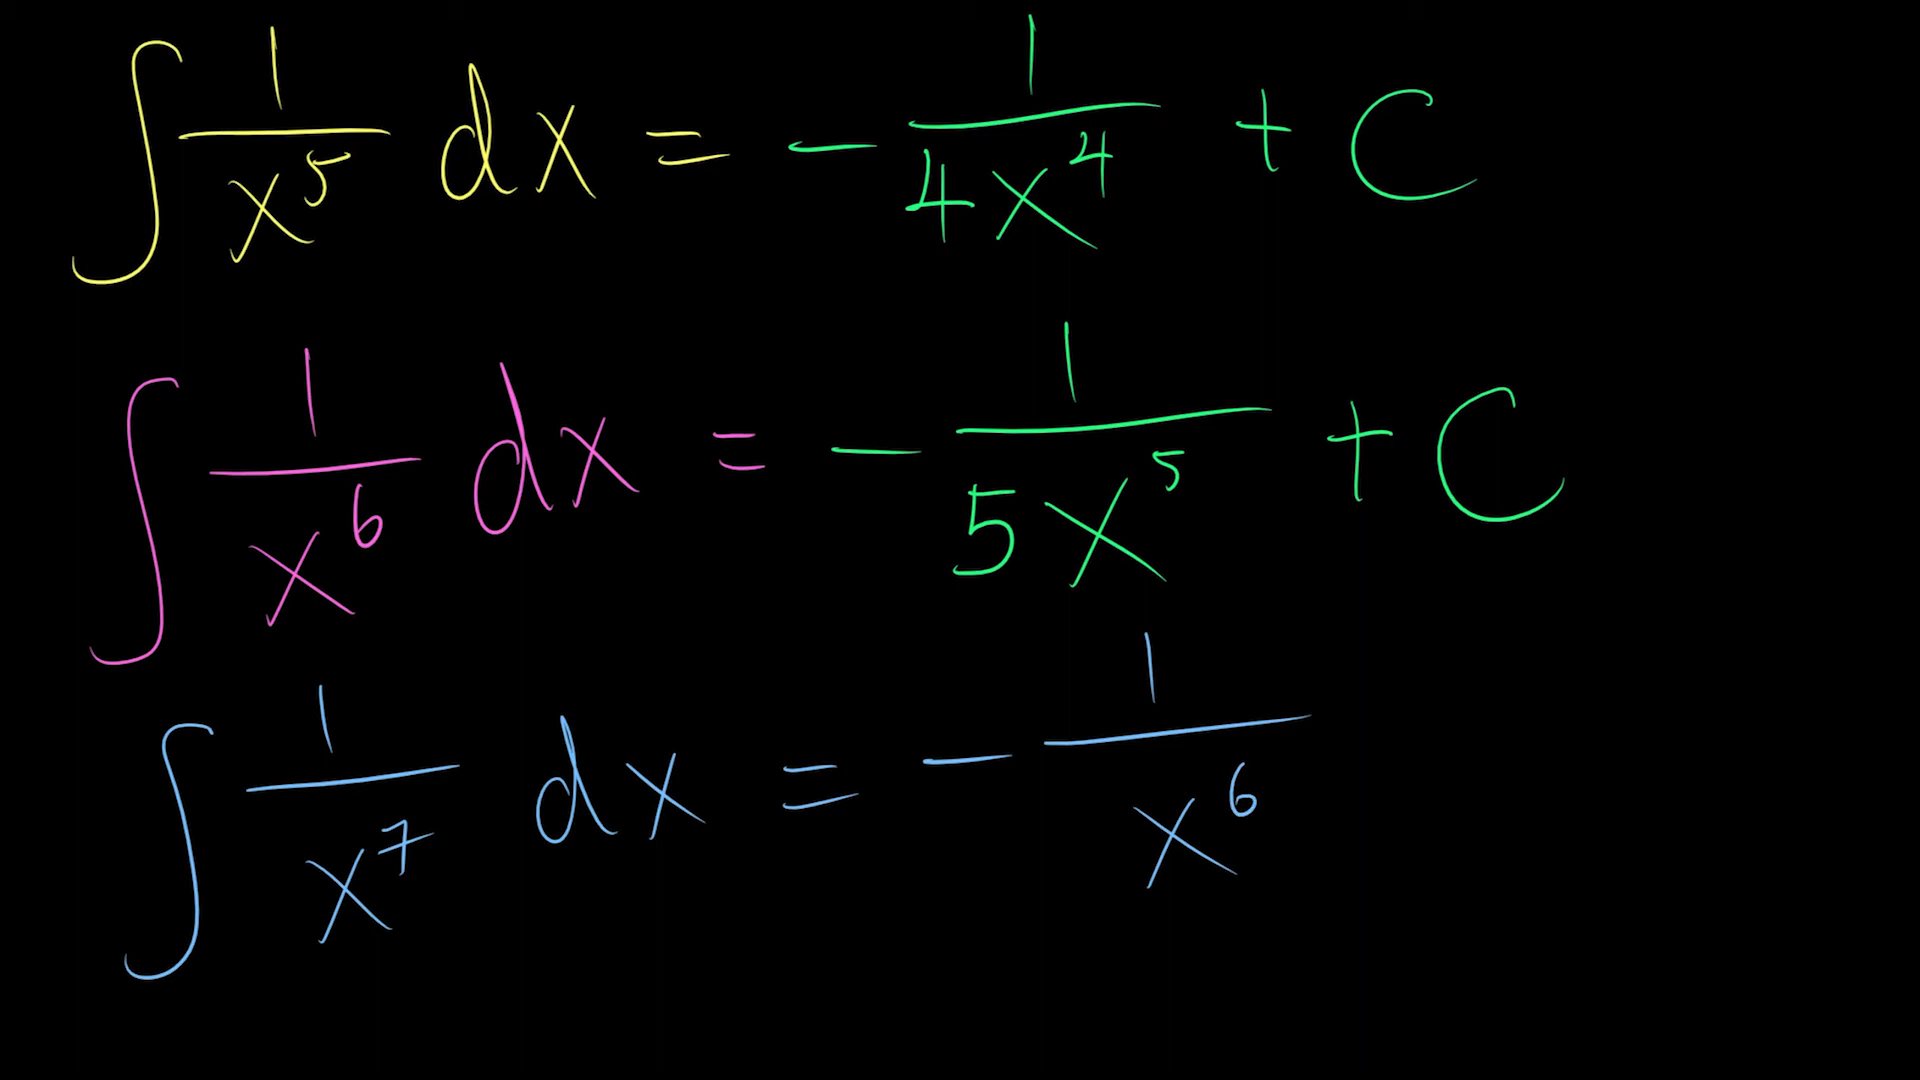 ∫ 1/x⁵ dx = - 1/4x⁴ + C
∫ 1/x⁶ dx = - 1/5x⁵ + C
∫ 1/x⁷ dx = - 1/x⁶